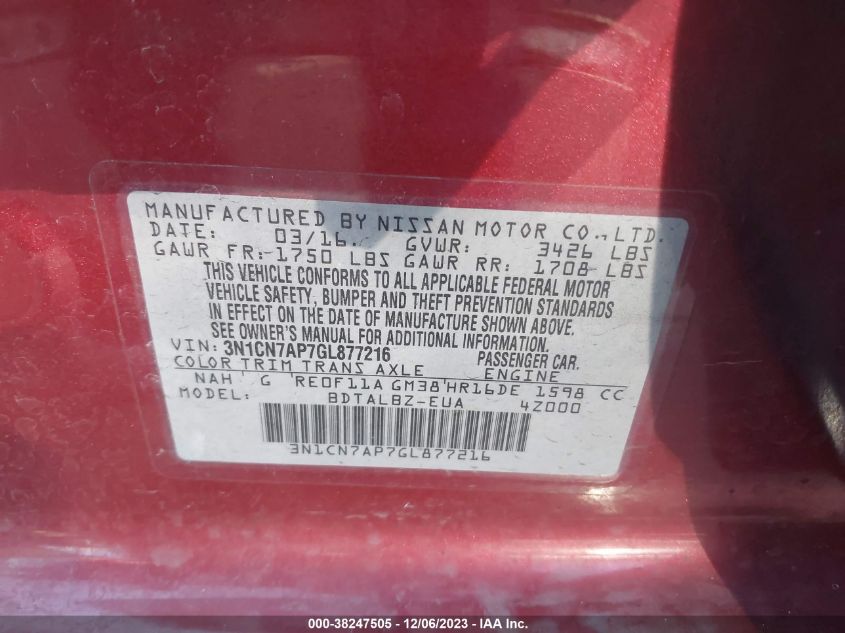 MANUFACTURED BY NISSAN MOTOR CO.,LTD.
DATE: 03/16. GVWR: 3426 LBS
GAWR FR: 1750 LBS GAWR RR: 1708 LBS
THIS VEHICLE CONFORMS TO ALL APPLICABLE FEDERAL MOTOR
VEHICLE SAFETY, BUMPER AND THEFT PREVENTION STANDARDS
IN EFFECT ON THE DATE OF MANUFACTURE SHOWN ABOVE.
SEE OWNER'S MANUAL FOR ADDITIONAL INFORMATION.
VIN: 3N1CN7AP7GL877216 PASSENGER CAR.
COLOR TRIM TRANS AXLE ENGINE
NAH G RE0F11A GM38 HR16DE 1598 CC
MODEL: BDTALBZ-EUA 4Z000
3N1CN7AP7GL877216
000-38247505 - 12/06/2023 - IAAI Inc.